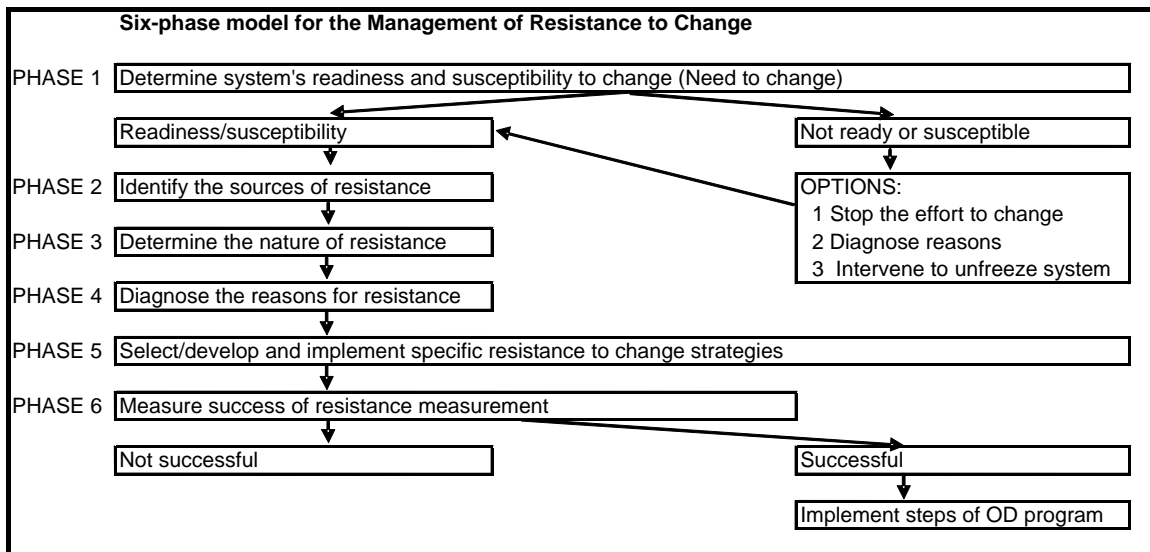 Six-phase model for the Management of Resistance to Change
PHASE 1 Determine system's readiness and susceptibility to change (Need to change)
Readiness/susceptibility
Not ready or susceptible
PHASE 2 Identify the sources of resistance
OPTIONS:
1 Stop the effort to change
2 Diagnose reasons
3 Intervene to unfreeze system
PHASE 3 Determine the nature of resistance
PHASE 4 Diagnose the reasons for resistance
PHASE 5 Select/develop and implement specific resistance to change strategies
PHASE 6 Measure success of resistance measurement
Not successful
Successful
Implement steps of OD program